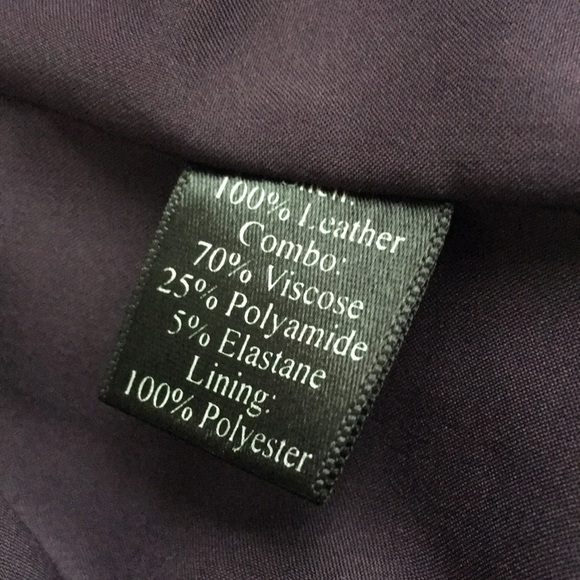 100% Leather
Combo:
70% Viscose
25% Polyamide
5% Elastane
Lining:
100% Polyester